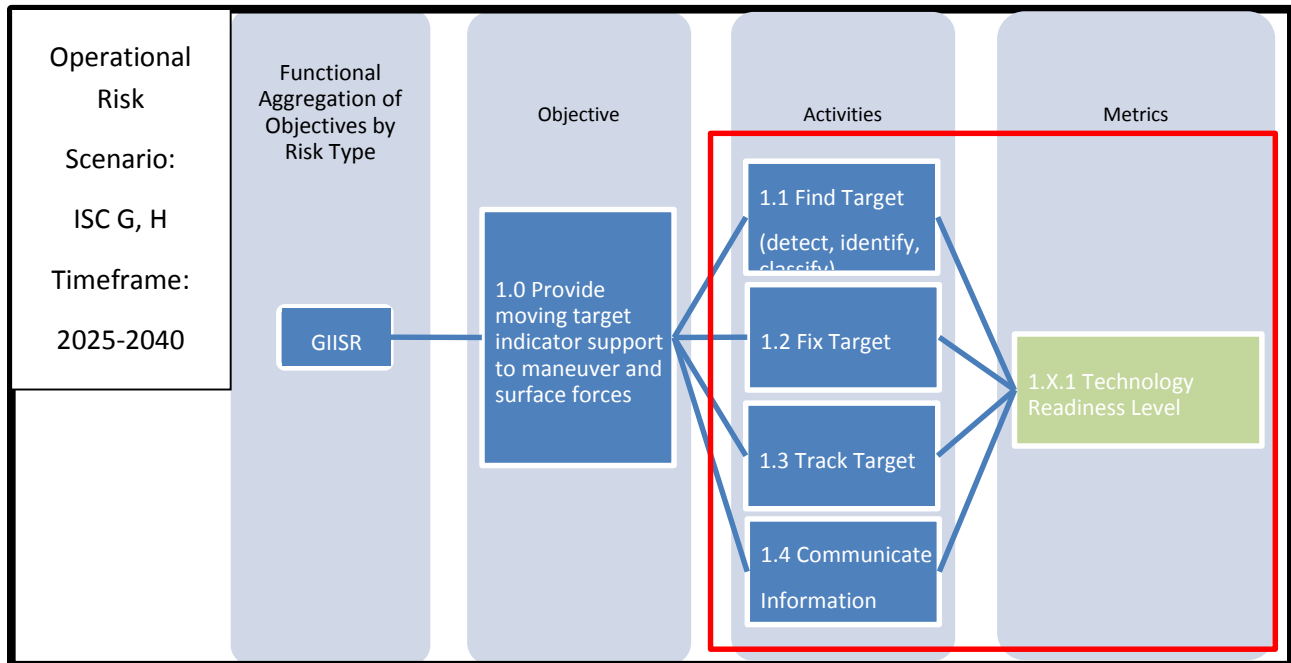 Operational
Risk
Scenario:
ISC G, H
Timeframe:
2025-2040
Functional
Aggregation of
Objectives by
Risk Type
Objective
Activities
Metrics
GIISR
1.0 Provide
moving target
indicator support
to maneuver and
surface forces
1.1 Find Target
(detect, identify,
classify)
1.2 Fix Target
1.3 Track Target
1.4 Communicate
Information
1.X.1 Technology
Readiness Level